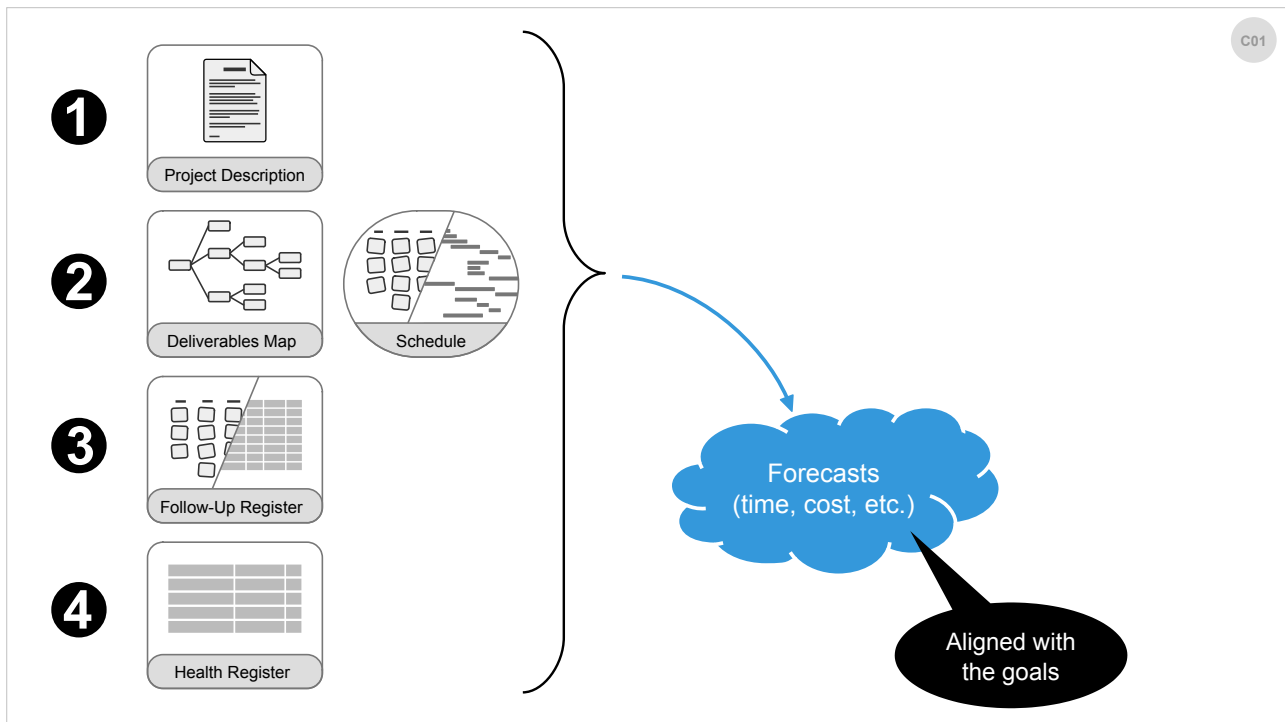 C01
1
Project Description
2
Deliverables Map
Schedule
3
Follow-Up Register
4
Health Register
Forecasts
(time, cost, etc.)
Aligned with
the goals